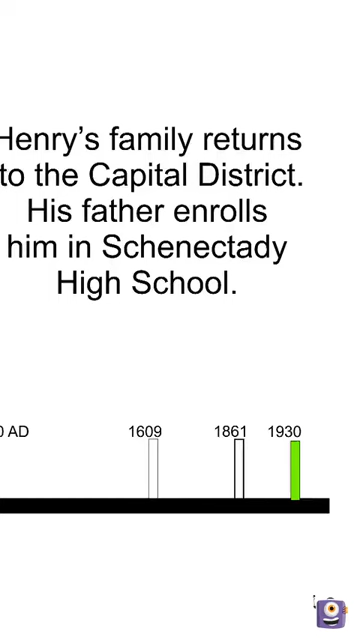 Henry's family returns
to the Capital District.
His father enrolls
him in Schenectady
High School.
0 AD 1609 1861 1930